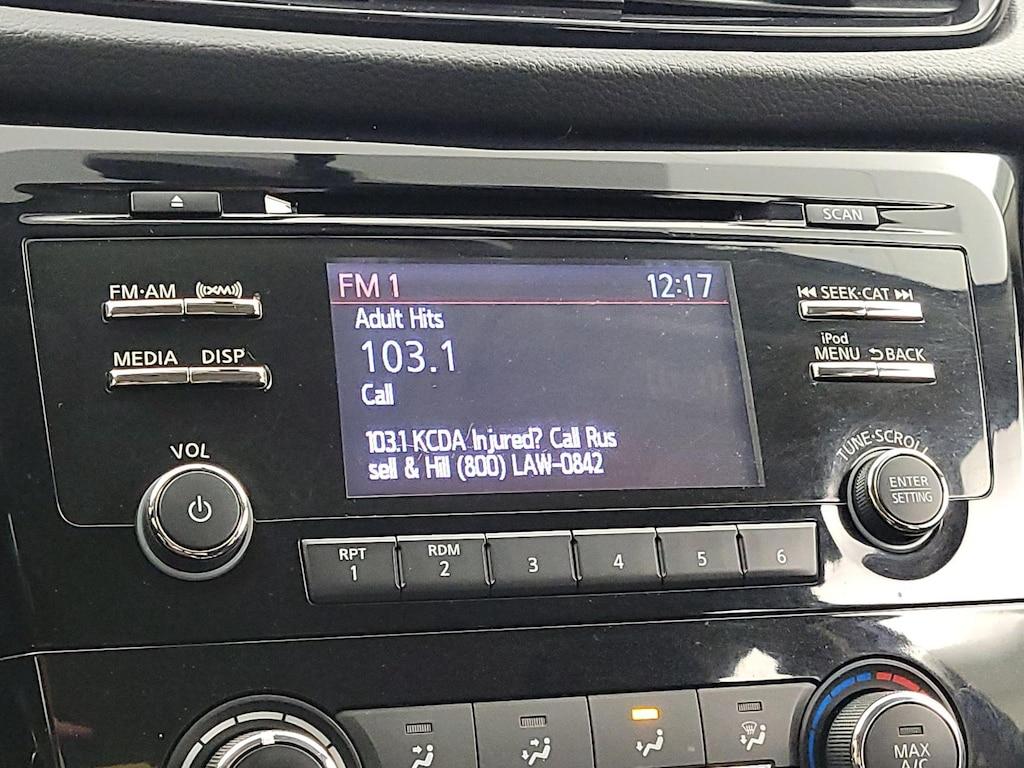 SCAN
FM·AM (((XM)))
MEDIA DISP
VOL
FM 1 12:17
Adult Hits
103.1
Call
103.1 KCDA Injured? Call Rus
sell & Hill (800) LAW-0842
SEEK·CAT
iPod
MENU BACK
TUNE·SCROLL
ENTER
SETTING
RPT
1
RDM
2
3
4
5
6
MAX
A/C